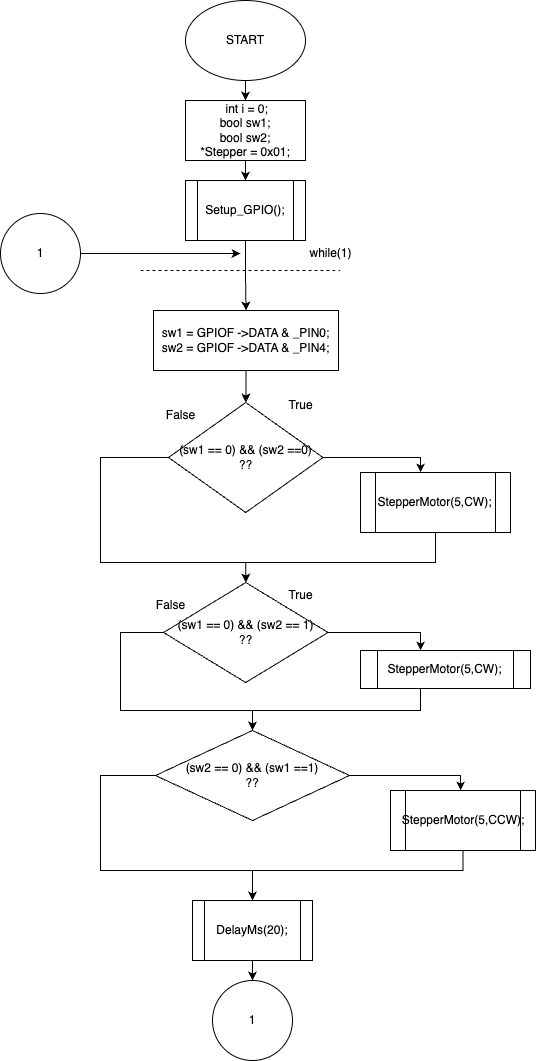 START
int i = 0;
bool sw1;
bool sw2;
*Stepper = 0x01;
Setup_GPIO();
1
while(1)
sw1 = GPIOF ->DATA & _PIN0;
sw2 = GPIOF ->DATA & _PIN4;
False
True
(sw1 == 0) && (sw2 ==0)
??
StepperMotor(5,CW);
False
True
(sw1 == 0) && (sw2 == 1)
??
StepperMotor(5,CW);
(sw2 == 0) && (sw1 ==1)
??
StepperMotor(5,CCW);
DelayMs(20);
1